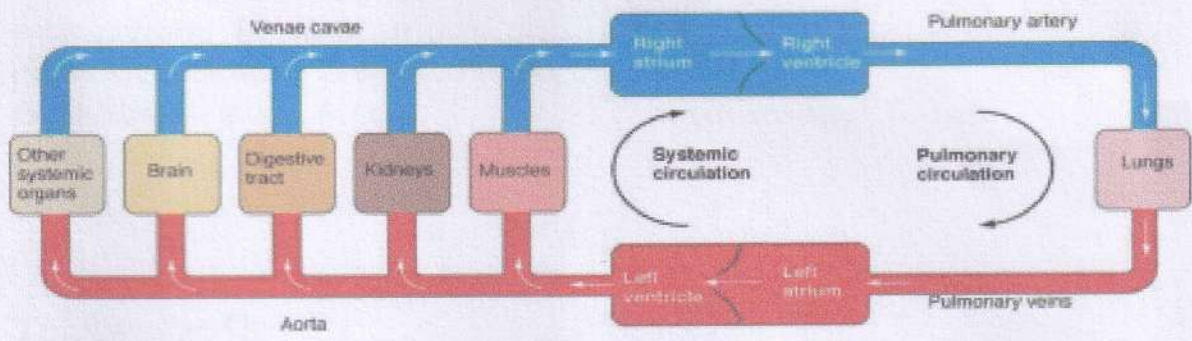 Venae cavae
Pulmonary artery
Right
atrium
Right
ventricle
Other
systemic
organs
Brain
Digestive
tract
Kidneys
Muscles
Systemic
circulation
Pulmonary
circulation
Lungs
Left
ventricle
Left
atrium
Aorta
Pulmonary veins